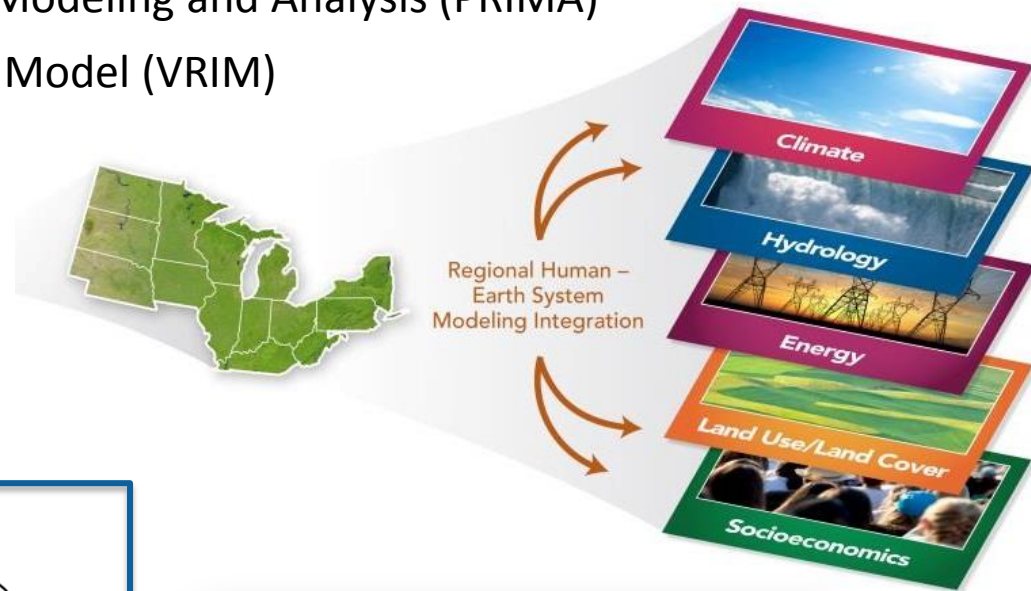 Modeling and Analysis (PRIMA)
Model (VRIM)
Climate
Hydrology
Regional Human –
Earth System
Modeling Integration
Energy
Land Use/Land Cover
Socioeconomics